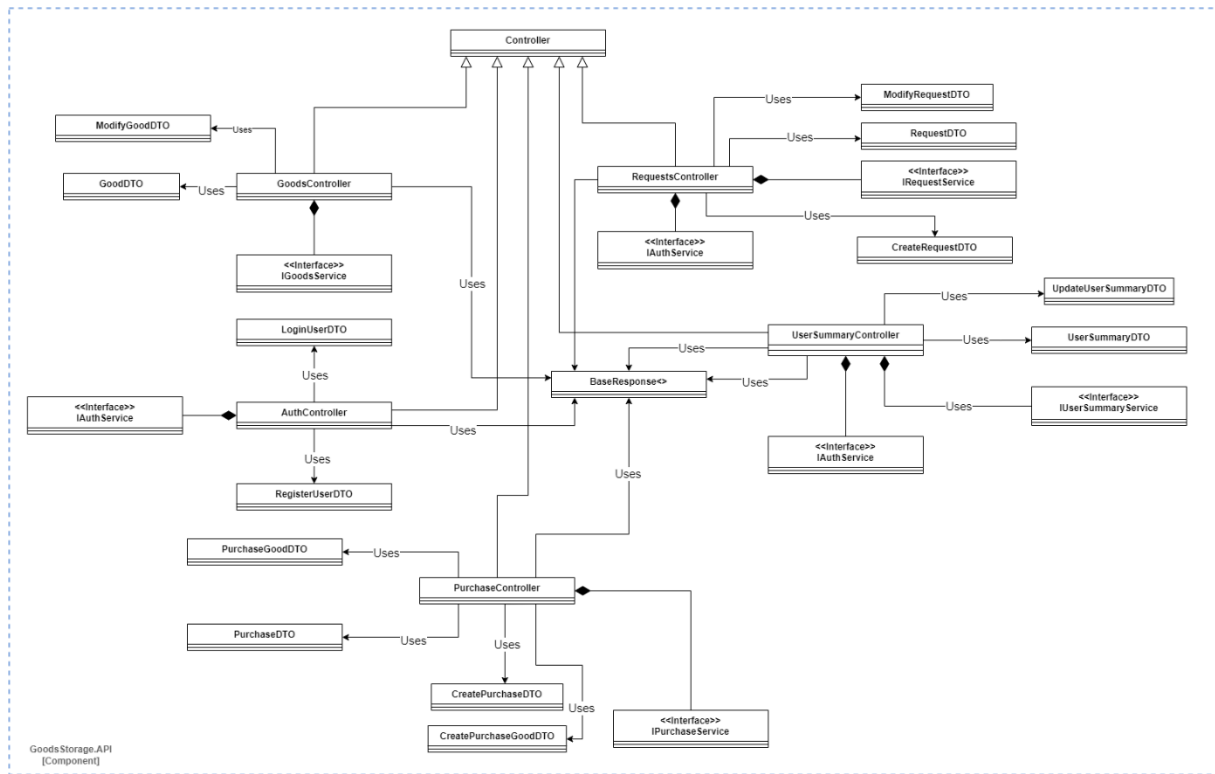 Controller
ModifyRequestDTO
Uses
ModifyGoodDTO
Uses
RequestDTO
Uses
GoodDTO
Uses
GoodsController
RequestsController
<<Interface>>
IRequestService
Uses
CreateRequestDTO
<<Interface>>
IAuthService
<<Interface>>
IGoodsService
Uses
UpdateUserSummaryDTO
Uses
LoginUserDTO
UserSummaryController
Uses
UserSummaryDTO
Uses
Uses
BaseResponse<>
Uses
<<Interface>>
IAuthService
AuthController
Uses
<<Interface>>
IUserSummaryService
Uses
<<Interface>>
IAuthService
Uses
RegisterUserDTO
Uses
PurchaseGoodDTO
Uses
PurchaseController
PurchaseDTO
Uses
Uses
CreatePurchaseDTO
Uses
CreatePurchaseGoodDTO
<<Interface>>
IPurchaseService
GoodsStorage.API
[Component]